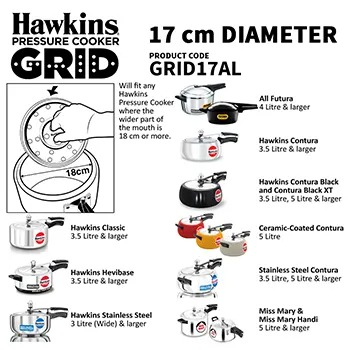 Hawkins
PRESSURE COOKER
GRID
17 cm DIAMETER
PRODUCT CODE
GRID17AL
Will fit any
Hawkins
Pressure Cooker
where the
wider part of
the mouth is
18 cm or more.
18cm
All Futura
4 Litre & larger
Hawkins Contura
3.5 Litre & larger
Hawkins Contura Black
and Contura Black XT
3.5 Litre, 5 Litre & larger
Ceramic-Coated Contura
5 Litre
Stainless Steel Contura
3.5 Litre, 5 Litre & larger
Miss Mary &
Miss Mary Handi
5 Litre & larger
Hawkins Classic
3.5 Litre & larger
Hawkins Hevibase
3.5 Litre & larger
Hawkins Stainless Steel
3 Litre (Wide) & larger